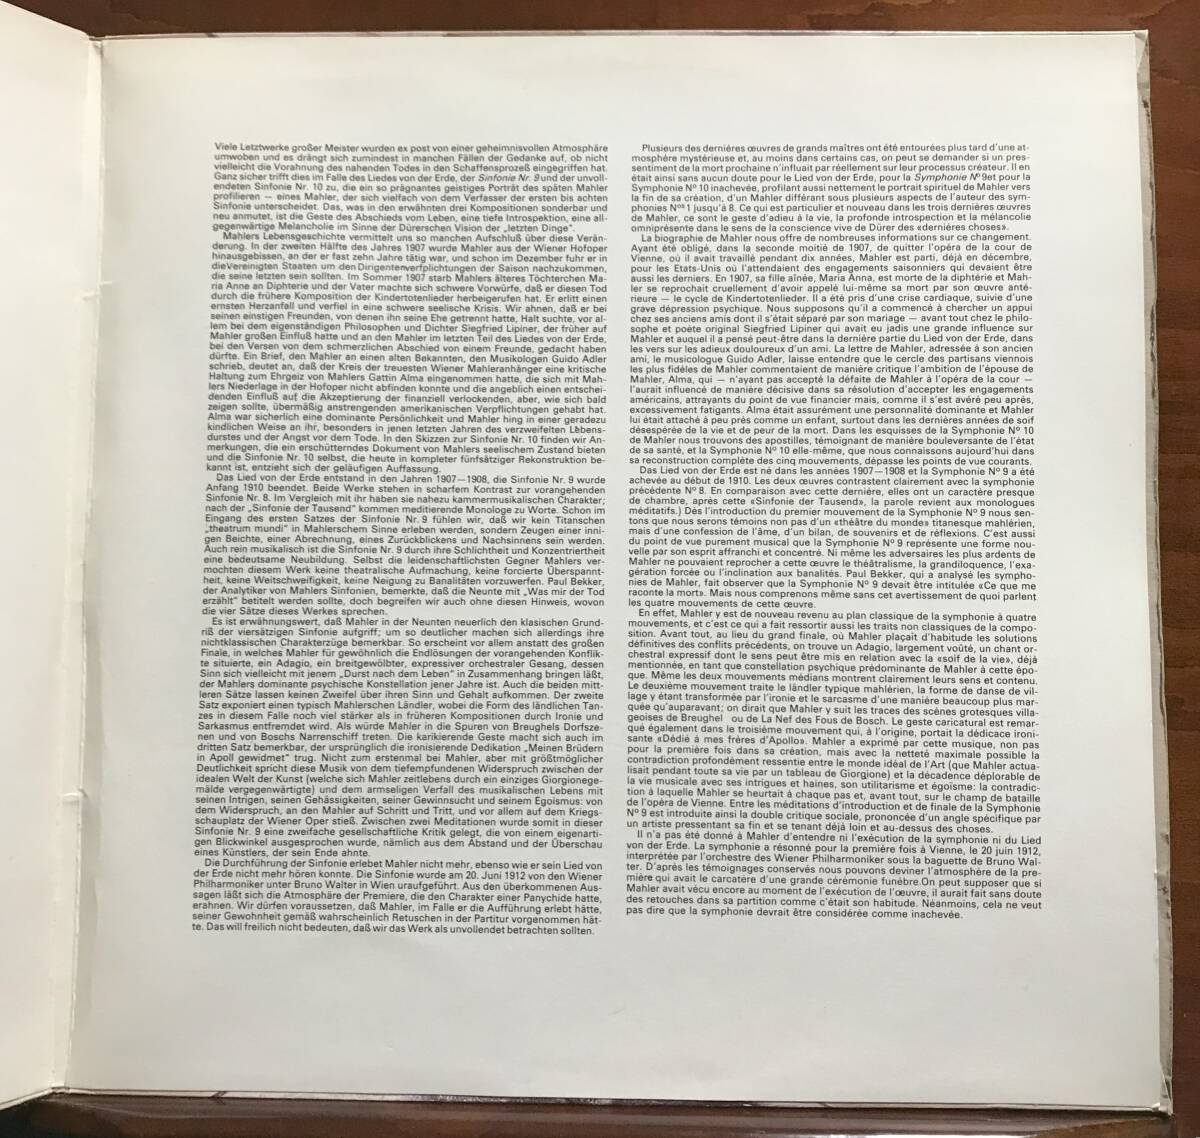 Viele Letztwerke großer Meister wurden ex post von einer geheimnisvollen Atmosphäre
umwoben und es drängt sich zumindest in manchen Fällen der Gedanke auf, ob nicht
vielleicht die Vorahnung des nahenden Todes in den Schaffensprozeß eingegriffen hat.
Ganz sicher trifft dies im Falle des Liedes von der Erde, der Sinfonie Nr. 9 und der unvoll-
endeten Sinfonie Nr. 10 zu, die ein so prägnantes geistiges Porträt des späten Mahler
profilieren — eines Mahler, der sich vielfach von dem Verfasser der ersten bis achten
Sinfonie unterscheidet. Das, was in den erwähnten drei Kompositionen sonderbar und
neu anmutet, ist die Geste des Abschieds vom Leben, eine tiefe Introspektion, eine all-
gegenwärtige Melancholie im Sinne der Dürerschen Vision der „letzten Dinge".
Mahlers Lebensgeschichte vermittelt uns so manchen Aufschluß über diese Verän-
derung. In der zweiten Hälfte des Jahres 1907 wurde Mahler aus der Wiener Hofoper
hinausgebissen, an der er fast zehn Jahre tätig war, und schon im Dezember fuhr er in
die Vereinigten Staaten um den Dirigentenverfplichtungen der Saison nachzukommen,
die seine letzten sein sollten. Im Sommer 1907 starb Mahlers älteres Töchterchen Ma-
ria Anne an Diphterie und der Vater machte sich schwere Vorwürfe, daß er diesen Tod
durch die frühere Komposition der Kindertotenlieder herbeigerufen hat. Er erlitt einen
ernsten Herzanfall und verfiel in eine schwere seelische Krisis. Wir ahnen, daß er bei
seinen einstigen Freunden, von denen ihn seine Ehe getrennt hatte, Halt suchte, vor al-
lem bei dem eigenständigen Philosophen und Dichter Siegfried Lipiner, der früher auf
Mahler großen Einfluß hatte und an den Mahler im letzten Teil des Liedes von der Erde,
bei den Versen von dem schmerzlichen Abschied von einem Freunde, gedacht haben
dürfte. Ein Brief, den Mahler an einen alten Bekannten, den Musikologen Guido Adler
schrieb, deutet an, daß der Kreis der treuesten Wiener Mahleranhänger eine kritische
Haltung zum Ehrgeiz von Mahlers Gattin Alma eingenommen hatte, die sich mit Mah-
lers Niederlage in der Hofoper nicht abfinden konnte und die angeblich einen entschei-
denden Einfluß auf die Akzeptierung der finanziell verlockenden, aber, wie sich bald
zeigen sollte, übermäßig anstrengenden amerikanischen Verpflichtungen gehabt hat.
Alma war sicherlich eine dominante Persönlichkeit und Mahler hing in einer geradezu
kindlichen Weise an ihr, besonders in jenen letzten Jahren des verzweifelten Lebens-
durstes und der Angst vor dem Tode. In den Skizzen zur Sinfonie Nr. 10 finden wir An-
merkungen, die ein erschütterndes Dokument von Mahlers seelischem Zustand bieten
und die Sinfonie Nr. 10 selbst, die heute in kompleter fünfsätziger Rekonstruktion be-
kannt ist, entzieht sich der geläufigen Auffassung.
Das Lied von der Erde entstand in den Jahren 1907—1908, die Sinfonie Nr. 9 wurde
Anfang 1910 beendet. Beide Werke stehen in scharfem Kontrast zur vorangehenden
Sinfonie Nr. 8. Im Vergleich mit ihr haben sie nahezu kammermusikalischen Charakter;
nach der „Sinfonie der Tausend" kommen meditierende Monologe zu Worte. Schon im
Eingang des ersten Satzes der Sinfonie Nr. 9 fühlen wir, daß wir kein Titanschen
„theatrum mundi" in Mahlerschem Sinne erleben werden, sondern Zeugen einer inni-
gen Beichte, einer Abrechnung, eines Zurückblickens und Nachsinnens sein werden.
Auch rein musikalisch ist die Sinfonie Nr. 9 durch ihre Schlichtheit und Konzentriertheit
eine bedeutsame Neubildung. Selbst die leidenschaftlichsten Gegner Mahlers ver-
mochten diesem Werk keine theatralische Aufmachung, keine forcierte Überspannt-
heit, keine Weitschweifigkeit, keine Neigung zu Banalitäten vorzuwerfen. Paul Bekker,
der Analytiker von Mahlers Sinfonien, bemerkte, daß die Neunte mit „Was mir der Tod
erzählt" betitelt werden sollte, doch begreifen wir auch ohne diesen Hinweis, wovon
die vier Sätze dieses Werkes sprechen.
Es ist erwähnungswert, daß Mahler in der Neunten neuerlich den klasischen Grund-
riß der viersätzigen Sinfonie aufgriff; um so deutlicher machen sich allerdings ihre
nichtklassischen Charakterzüge bemerkbar. So erscheint vor allem anstatt des großen
Finale, in welches Mahler für gewöhnlich die Endlösungen der vorangehenden Konflik-
te situierte, ein Adagio, ein breitgewölbter, expressiver orchestraler Gesang, dessen
Sinn sich vielleicht mit jenem „Durst nach dem Leben" in Zusammenhang bringen läßt,
der Mahlers dominante psychische Konstellation jener Jahre ist. Auch die beiden mitt-
leren Sätze lassen keinen Zweifel über ihren Sinn und Gehalt aufkommen. Der zweite
Satz exponiert einen typisch Mahlerschen Ländler, wobei die Form des ländlichen Tan-
zes in diesem Falle noch viel stärker als in früheren Kompositionen durch Ironie und
Sarkasmus entfremdet wird. Als würde Mahler in die Spuren von Breughels Dorfsze-
nen und von Boschs Narrenschiff treten. Die karikierende Geste macht sich auch im
dritten Satz bemerkbar, der ursprünglich die ironisierende Dedikation „Meinen Brüdern
in Apoll gewidmet" trug. Nicht zum erstenmal bei Mahler, aber mit größtmöglicher
Deutlichkeit spricht diese Musik von dem tiefempfundenen Widerspruch zwischen der
idealen Welt der Kunst (welche sich Mahler zeitlebens durch ein einziges Giorgionege-
mälde vergegenwärtigte) und dem armseligen Verfall des musikalischen Lebens mit
seinen Intrigen, seinen Gehässigkeiten, seiner Gewinnsucht und seinem Egoismus: von
dem Widerspruch, an den Mahler auf Schritt und Tritt, und vor allem auf dem Kriegs-
schauplatz der Wiener Oper stieß. Zwischen zwei Meditationen wurde somit in dieser
Sinfonie Nr. 9 eine zweifache gesellschaftliche Kritik gelegt, die von einem eigenarti-
gen Blickwinkel ausgesprochen wurde, nämlich aus dem Abstand und der Überschau
eines Künstlers, der sein Ende ahnte.
Die Durchführung der Sinfonie erlebet Mahler nicht mehr, ebenso wie er sein Lied von
der Erde nicht mehr hören konnte. Die Sinfonie wurde am 20. Juni 1912 von den Wiener
Philharmoniker unter Bruno Walter in Wien uraufgeführt. Aus den überkommenen Aus-
sagen läßt sich die Atmosphäre der Premiere, die den Charakter einer Panychide hatte,
erahnen. Wir dürfen voraussetzen, daß Mahler, im Falle er die Aufführung erlebt hätte,
seiner Gewohnheit gemäß wahrscheinlich Retuschen in der Partitur vorgenommen hät-
te. Das will freilich nicht bedeuten, daß wir das Werk als unvollendet betrachten sollten.
Plusieurs des dernières œuvres de grands maîtres ont été entourées plus tard d'une at-
mosphère mystérieuse et, au moins dans certains cas, on peut se demander si un pres-
sentiment de la mort prochaine n'influait par réellement sur leur processus créateur. Il en
était ainsi sans aucun doute pour le Lied von der Erde, pour la Symphonie Nº 9et pour la
Symphonie Nº 10 inachevée, profilant aussi nettement le portrait spirituel de Mahler vers
la fin de sa création, d'un Mahler différant sous plusieurs aspects de l'auteur des sym-
phonies Nºs 1 jusqu'à 8. Ce qui est particulier et nouveau dans les trois dernières œuvres
de Mahler, ce sont le geste d'adieu à la vie, la profonde introspection et la mélancolie
omniprésente dans le sens de la conscience vive de Dürer des «dernières choses».
La biographie de Mahler nous offre de nombreuses informations sur ce changement.
Ayant été obligé, dans la seconde moitié de 1907, de quitter l'opéra de la cour de
Vienne, où il avait travaillé pendant dix années, Mahler est parti, déjà en décembre,
pour les Etats-Unis où l'attendaient des engagements saisonniers qui devaient être
aussi les derniers. En 1907, sa fille aînée, Maria Anna, est morte de la diphtérie et Mah-
ler se reprochait cruellement d'avoir appelé lui-même sa mort par son œuvre anté-
rieure — le cycle de Kindertotenlieder. Il a été pris d'une crise cardiaque, suivie d'une
grave dépression psychique. Nous supposons qu'il a commencé à chercher un appui
chez ses anciens amis dont il s'était séparé par son mariage — avant tout chez le philo-
sophe et poète original Siegfried Lipiner qui avait eu jadis une grande influence sur
Mahler et auquel il a pensé peut-être dans la dernière partie du Lied von der Erde, dans
les vers sur les adieux douloureux d'un ami. La lettre de Mahler, adressée à son ancien
ami, le musicologue Guido Adler, laisse entendre que le cercle des partisans viennois
les plus fidèles de Mahler commentaient de manière critique l'ambition de l'épouse de
Mahler, Alma, qui — n'ayant pas accepté la défaite de Mahler à l'opéra de la cour —
l'aurait influencé de manière décisive dans sa résolution d'accepter les engagements
américains, attrayants du point de vue financier mais, comme il s'est avéré peu après,
excessivement fatigants. Alma était assurément une personalité dominante et Mahler
lui était attaché à peu près comme un enfant, surtout dans les dernières années de soif
désespérée de la vie et de peur de la mort. Dans les esquisses de la Symphonie Nº 10
de Mahler nous trouvons des apostilles, témoignant de manière bouleversante de l'état
de sa santé, et la Symphonie Nº 10 elle-même, que nous connaissons aujourd'hui dans
sa reconstruction complète des cinq mouvements, dépasse les points de vue courants.
Das Lied von der Erde est né dans les années 1907—1908 et la Symphonie Nº 9 a été
achevée au début de 1910. Les deux œuvres contrastent clairement avec la symphonie
précédente Nº 8. En comparaison avec cette dernière, elles ont un caractère presque
de chambre, après cette «Sinfonie der Tausend», la parole revient aux monologues
méditatifs.) Dès l'introduction du premier mouvement de la Symphonie Nº 9 nous sen-
tons que nous serons témoins non pas d'un «théâtre du monde» titanesque mahlérien,
mais d'une confession de l'âme, d'un bilan, de souvenirs et de réflexions. C'est aussi
du point de vue purement musical que la Symphonie Nº 9 représente une forme nou-
velle par son esprit affranchi et concentré. Ni même les adversaires les plus ardents de
Mahler ne pouvaient reprocher a cette œuvre le théâtralisme, la grandiloquence, l'exa-
gération forcée ou l'inclination aux banalités. Paul Bekker, qui a analysé les sympho-
nies de Mahler, fait observer que la Symphonie Nº 9 devait être intitulée «Ce que me
raconte la mort». Mais nous comprenons même sans cet avertissement de quoi parlent
les quatre mouvements de cette œuvre.
En effet, Mahler y est de nouveau revenu au plan classique de la symphonie à quatre
mouvements, et c'est ce qui a fait ressortir aussi les traits non classiques de la compo-
sition. Avant tout, au lieu du grand finale, où Mahler plaçait d'habitude les solutions
définitives des conflits précédents, on trouve un Adagio, largement voûté, un chant or-
chestral expressif dont le sens peut être mis en relation avec la «soif de la vie», déjà
mentionnée, en tant que constellation psychique prédominante de Mahler à cette épo-
que. Même les deux mouvements médians montrent clairement leurs sens et contenu.
Le deuxième mouvement traite le ländler typique mahlérien, la forme de danse de vil-
lage y étant transformée par l'ironie et le sarcasme d'une manière beaucoup plus mar-
quée qu'auparavant; on dirait que Mahler y suit les traces des scènes grotesques villa-
geoises de Breughel ou de La Nef des Fous de Bosch. Le geste caricatural est remar-
qué également dans le troisième mouvement qui, à l'origine, portait la dédicace ironi-
sante «Dédié à mes frères d'Apollo». Mahler a exprimé par cette musique, non pas
pour la première fois dans sa création, mais avec la netteté maximale possible la
contradiction profondément ressentie entre le monde idéal de l'Art (que Mahler actua-
lisait pendant toute sa vie par un tableau de Giorgione) et la décadence déplorable de
la vie musicale avec ses intrigues et haines, son utilitarisme et égoïsme: la contradic-
tion à laquelle Mahler se heurtait à chaque pas et, avant tout, sur le champ de bataille
de l'opéra de Vienne. Entre les méditations d'introduction et de finale de la Symphonie
Nº 9 est introduite ainsi la double critique sociale, prononcée d'un angle spécifique par
un artiste pressentant sa fin et se tenant déjà loin et au-dessus des choses.
Il n'a pas été donné à Mahler d'entendre ni l'exécution de la symphonie ni du Lied
von der Erde. La symphonie a résonné pour la première fois à Vienne, le 20 juin 1912,
interprétée par l'orchestre des Wiener Philharmoniker sous la baguette de Bruno Wal-
ter. D'après les témoignages conservés nous pouvons deviner l'atmosphère de la pre-
mière qui avait le carcatère d'une grande cérémonie funèbre.On peut supposer que si
Mahler avait vécu encore au moment de l'exécution de l'œuvre, il aurait fait sans doute
des retouches dans sa partition comme c'était son habitude. Néanmoins, cela ne veut
pas dire que la symphonie devrait être considérée comme inachevée.